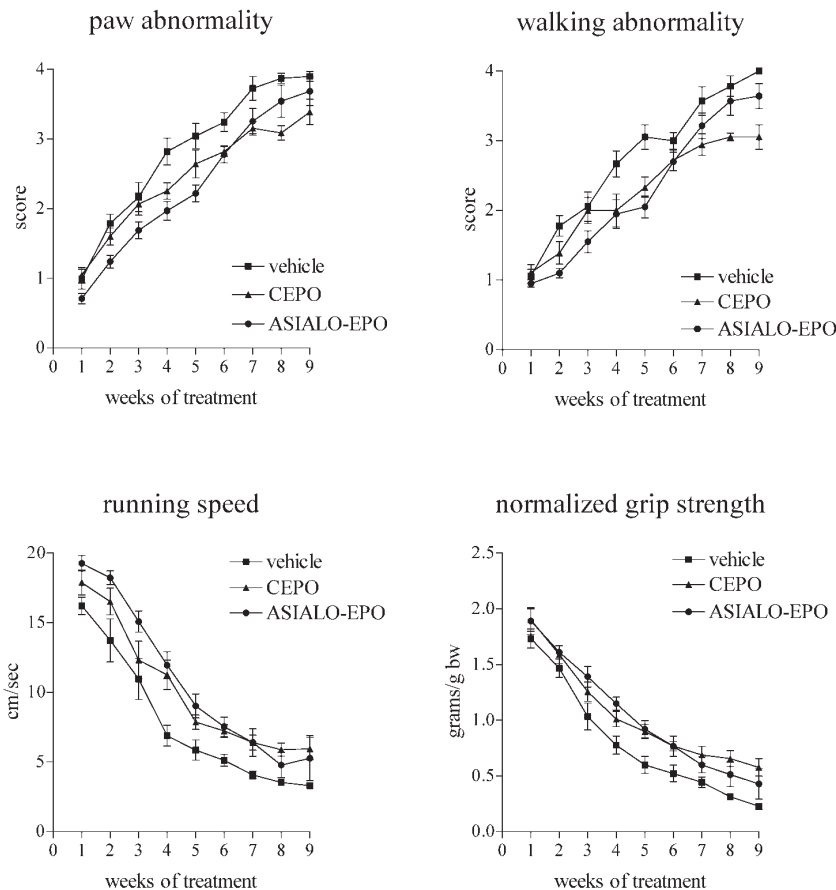 paw abnormality
4
3
2
1
0
score
vehicle
CEPO
ASIALO-EPO
0 1 2 3 4 5 6 7 8 9
weeks of treatment
walking abnormality
4
3
2
1
0
score
vehicle
CEPO
ASIALO-EPO
0 1 2 3 4 5 6 7 8 9
weeks of treatment
running speed
20
15
10
5
0
cm/sec
vehicle
CEPO
ASIALO-EPO
0 1 2 3 4 5 6 7 8 9
weeks of treatment
normalized grip strength
2.5
2.0
1.5
1.0
0.5
0.0
grams/g bw
vehicle
CEPO
ASIALO-EPO
0 1 2 3 4 5 6 7 8 9
weeks of treatment